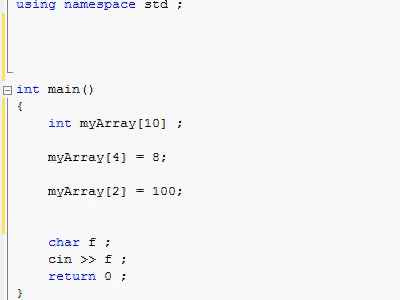 using namespace std ;
int main()
{
int myArray[10] ;
myArray[4] = 8;
myArray[2] = 100;
char f ;
cin >> f ;
return 0 ;
}